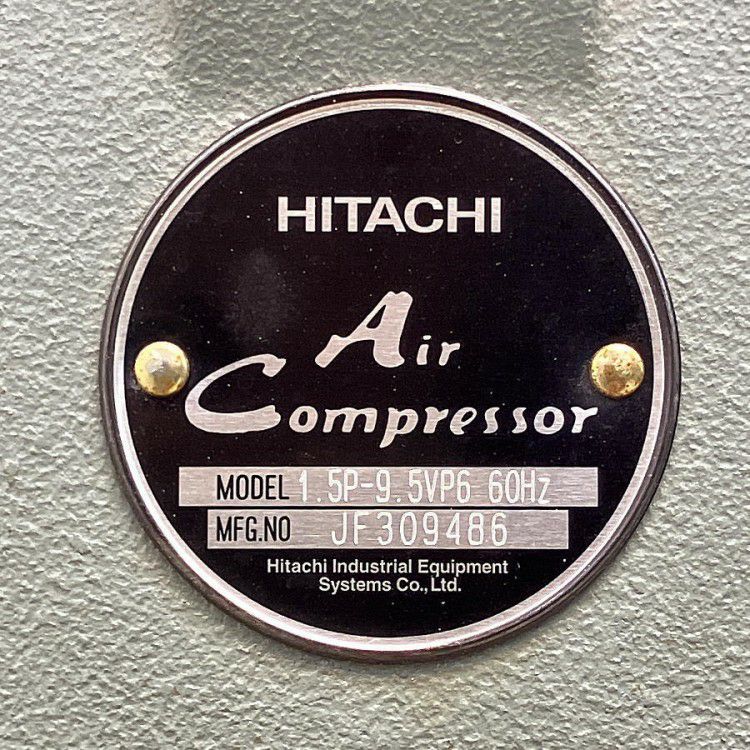 HITACHI
Air
Compressor
MODEL 1.5P-9.5VP6 60Hz
MFG.NO JF309486
Hitachi Industrial Equipment
Systems Co.,Ltd.